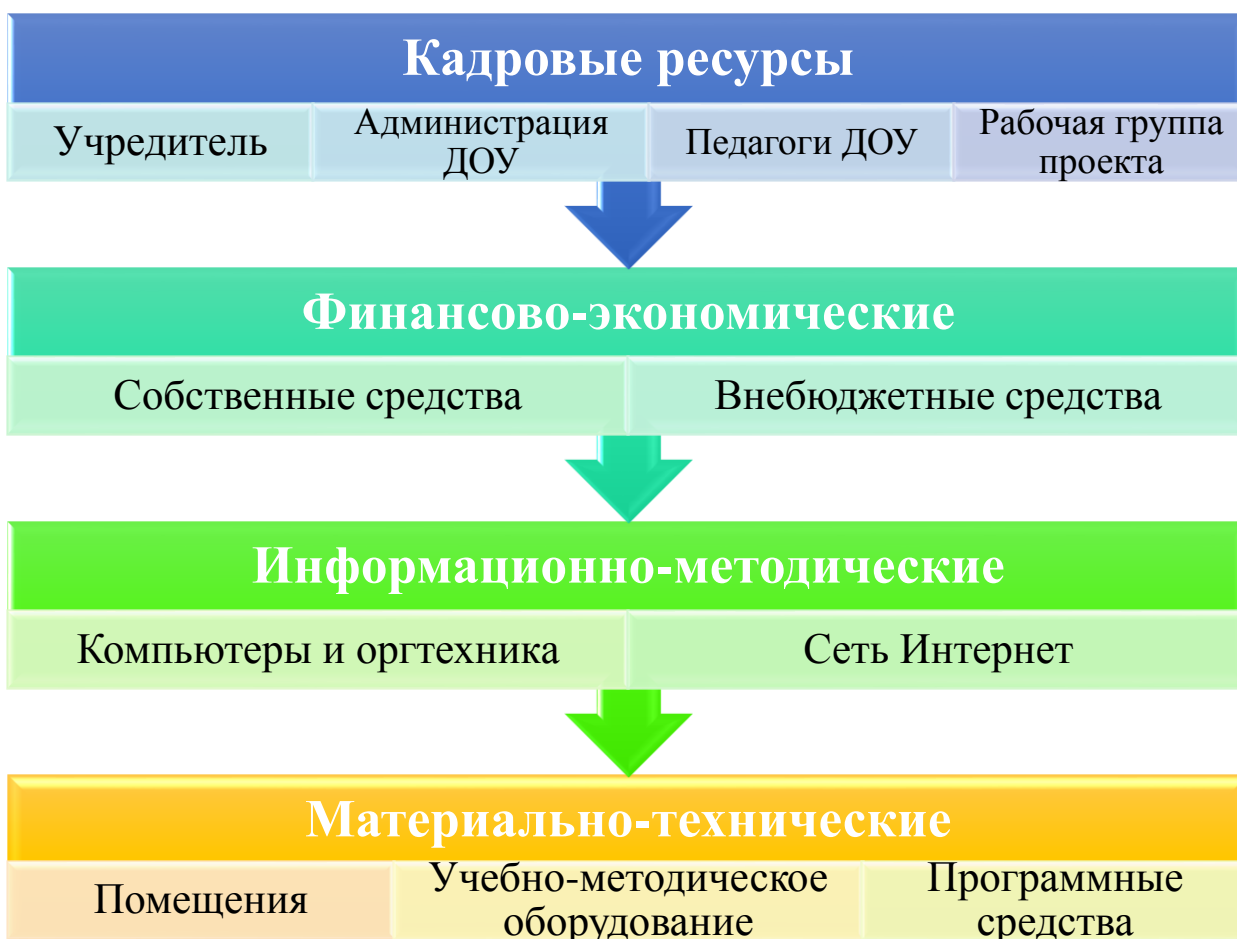 Кадровые ресурсы
Учредитель
Администрация
ДОУ
Педагоги ДОУ
Рабочая группа
проекта
Финансово-экономические
Собственные средства
Внебюджетные средства
Информационно-методические
Компьютеры и оргтехника
Сеть Интернет
Материально-технические
Помещения
Учебно-методическое
оборудование
Программные
средства